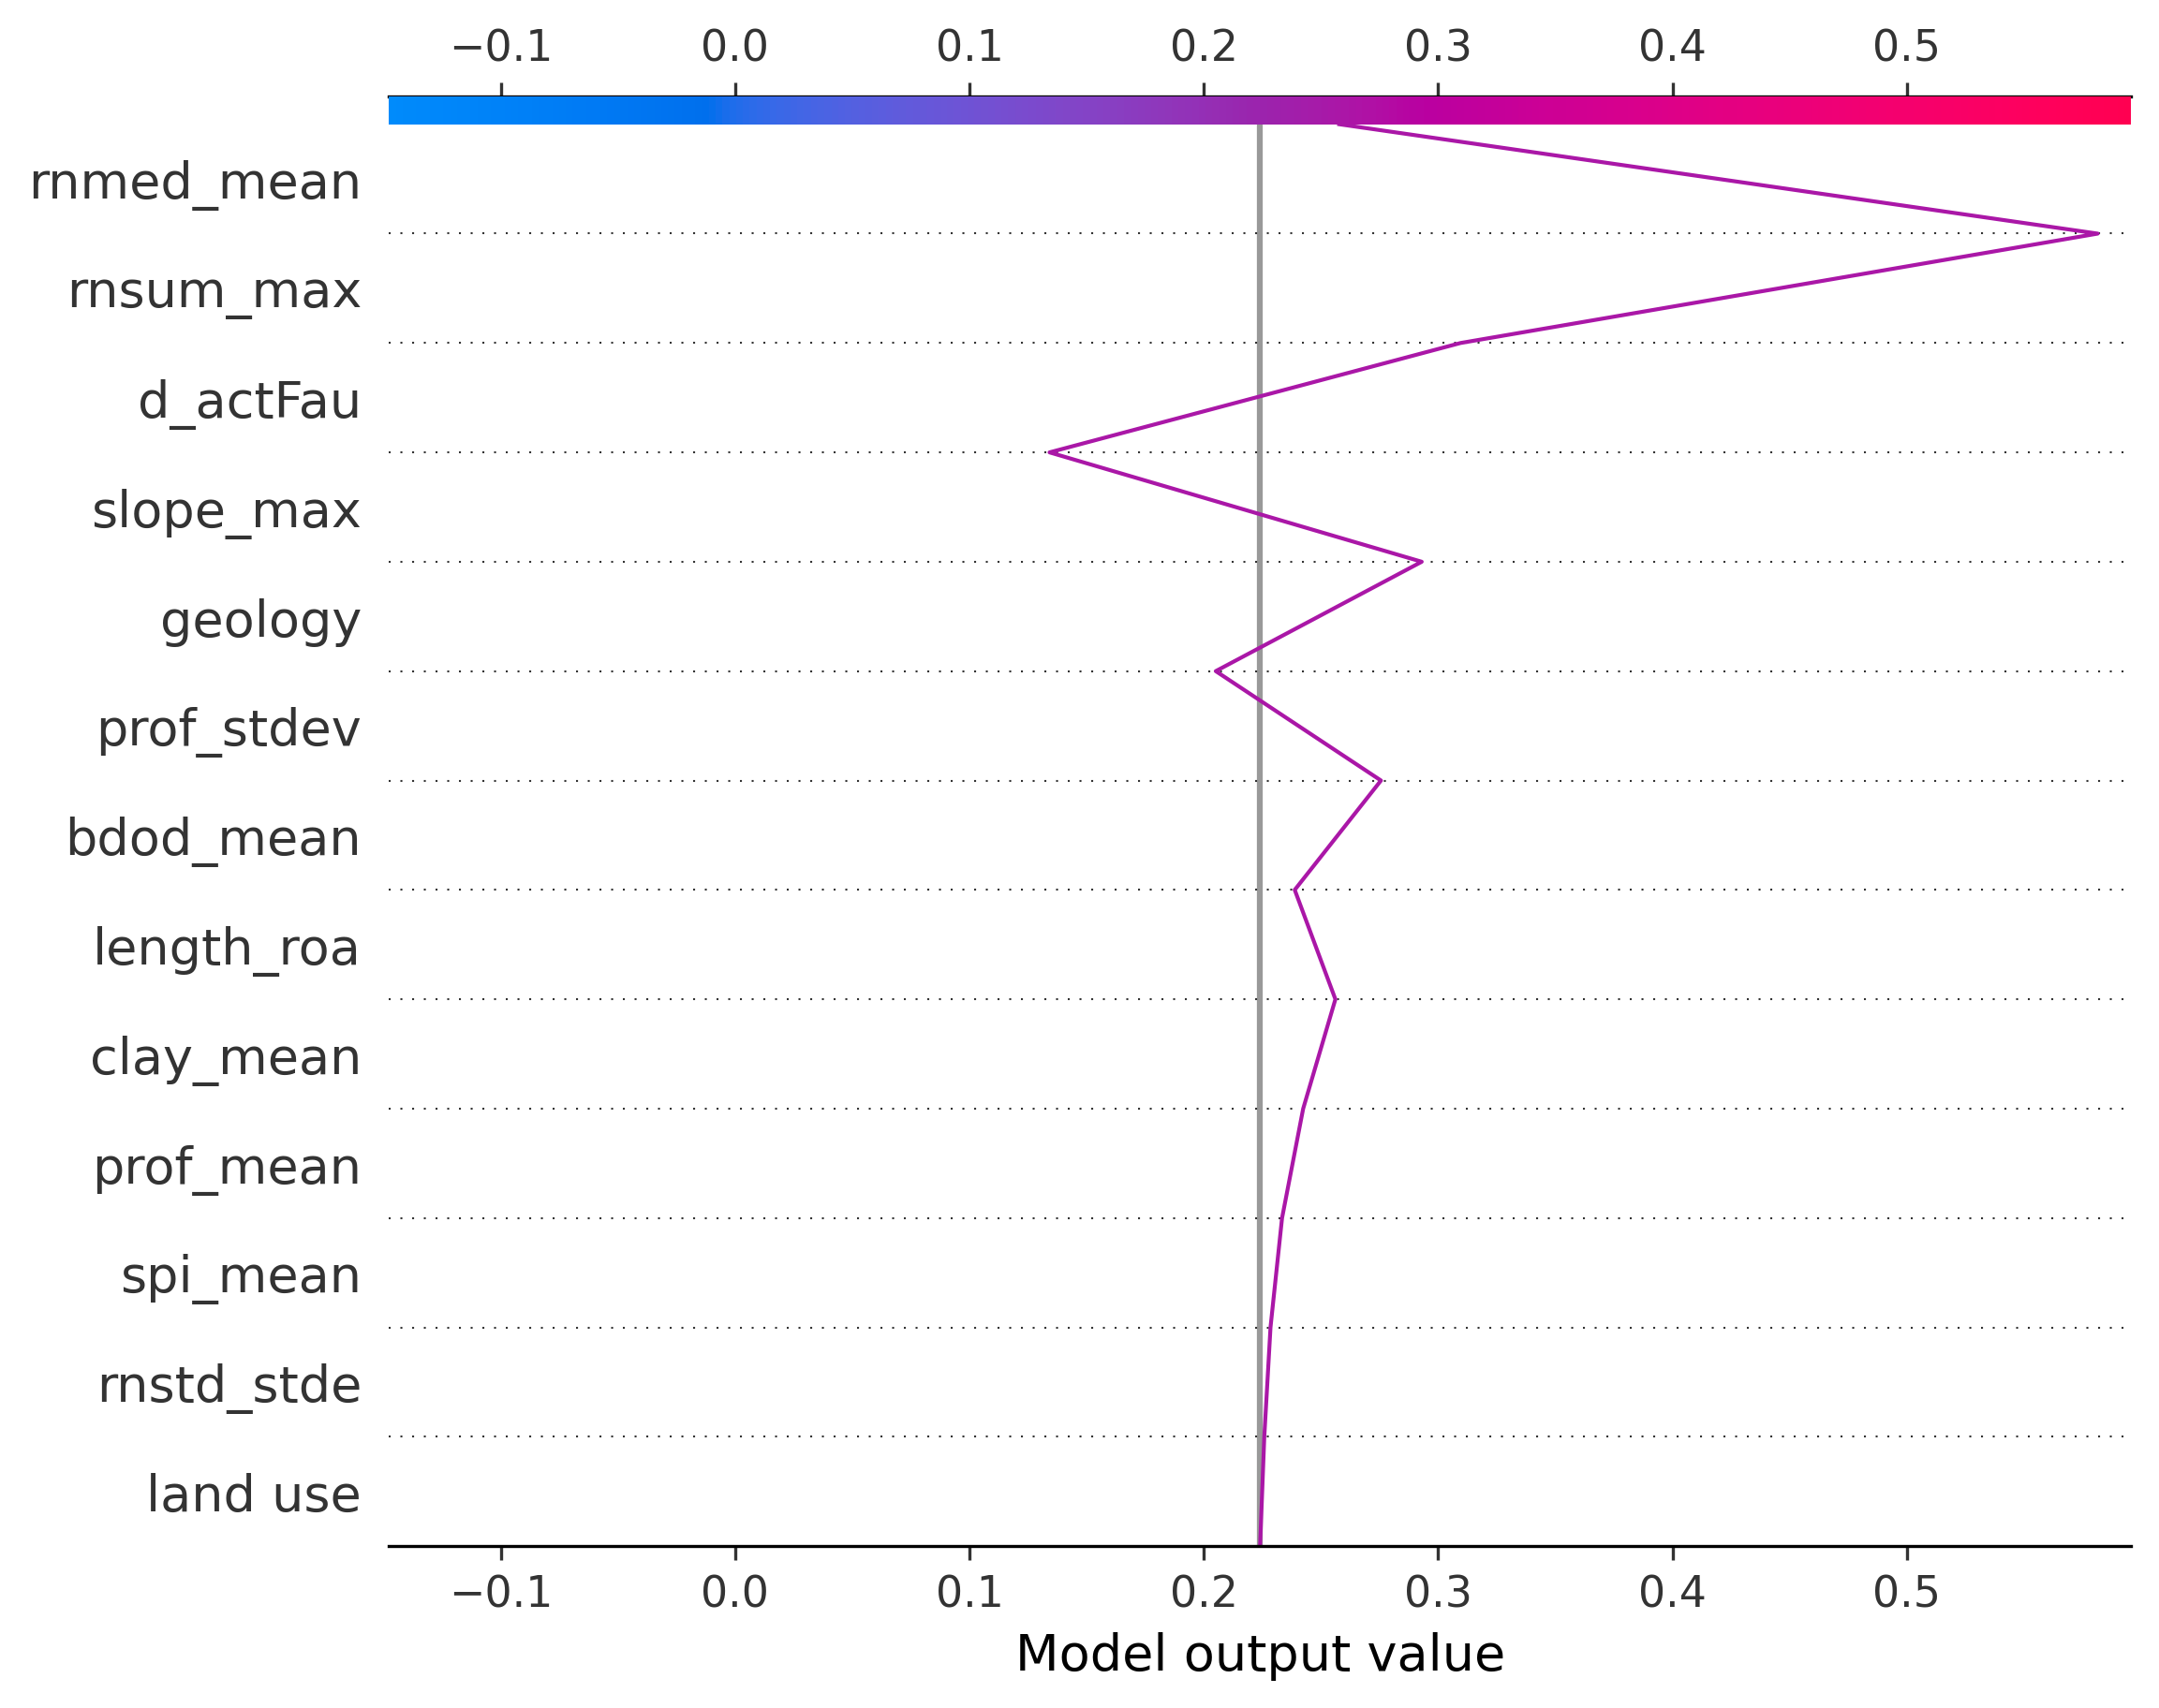 −0.1 0.0 0.1 0.2 0.3 0.4 0.5
rnmed_mean
rnsum_max
d_actFau
slope_max
geology
prof_stdev
bdod_mean
length_roa
clay_mean
prof_mean
spi_mean
rnstd_stde
land use
−0.1 0.0 0.1 0.2 0.3 0.4 0.5
Model output value